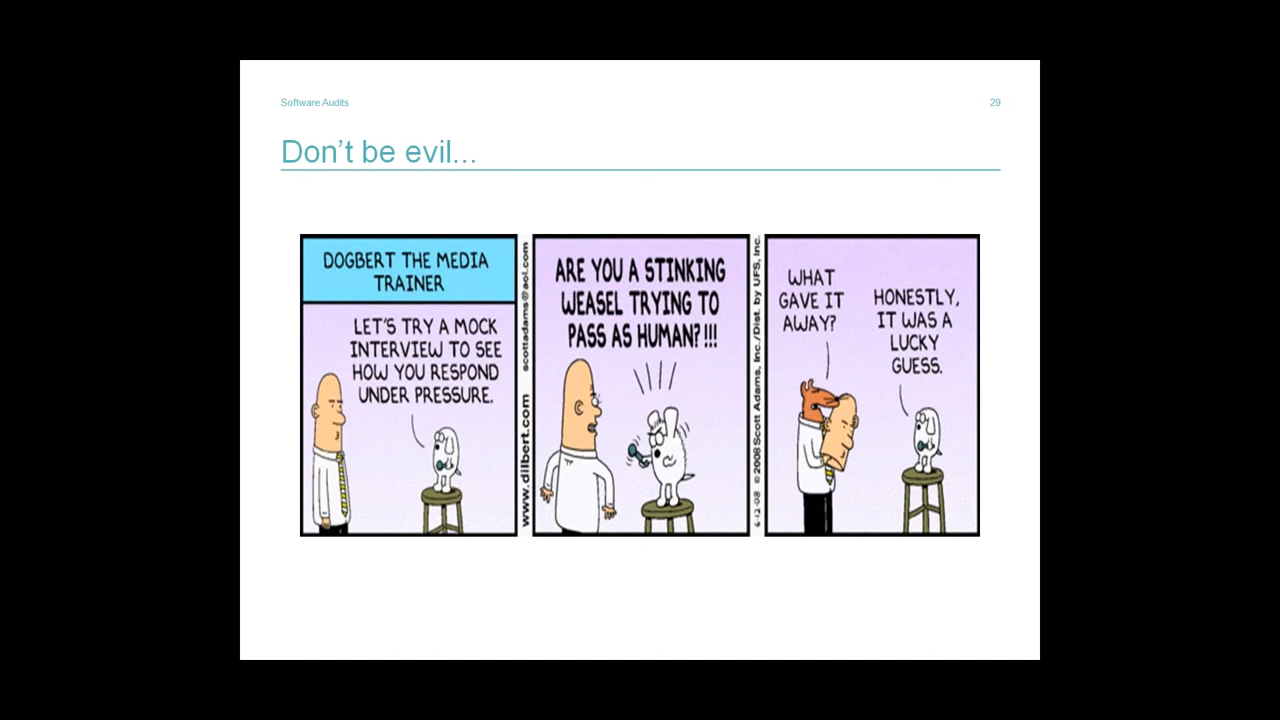 Software Audits
29
Don't be evil...
DOGBERT THE MEDIA
TRAINER
LET'S TRY A MOCK
INTERVIEW TO SEE
HOW YOU RESPOND
UNDER PRESSURE.
www.dilbert.com scottadams@aol.com
ARE YOU A STINKING
WEASEL TRYING TO
PASS AS HUMAN?!!!
6-12-08 ©2008 Scott Adams, Inc./Dist. by UFS, Inc.
WHAT
GAVE IT
AWAY?
HONESTLY,
IT WAS A
LUCKY
GUESS.